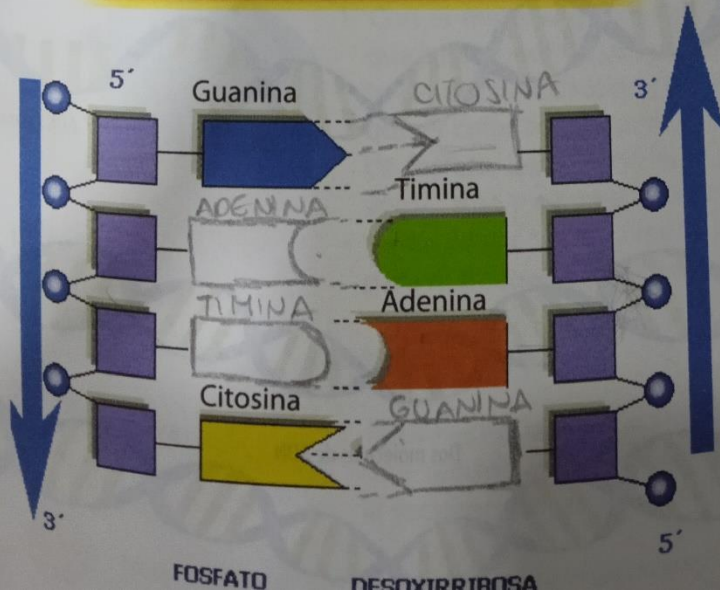 5´
Guanina
CITOSINA
3´
ADENINA
Timina
TIMINA
Adenina
Citosina
GUANINA
3´
5´
FOSFATO
DESOXIRRIBOSA